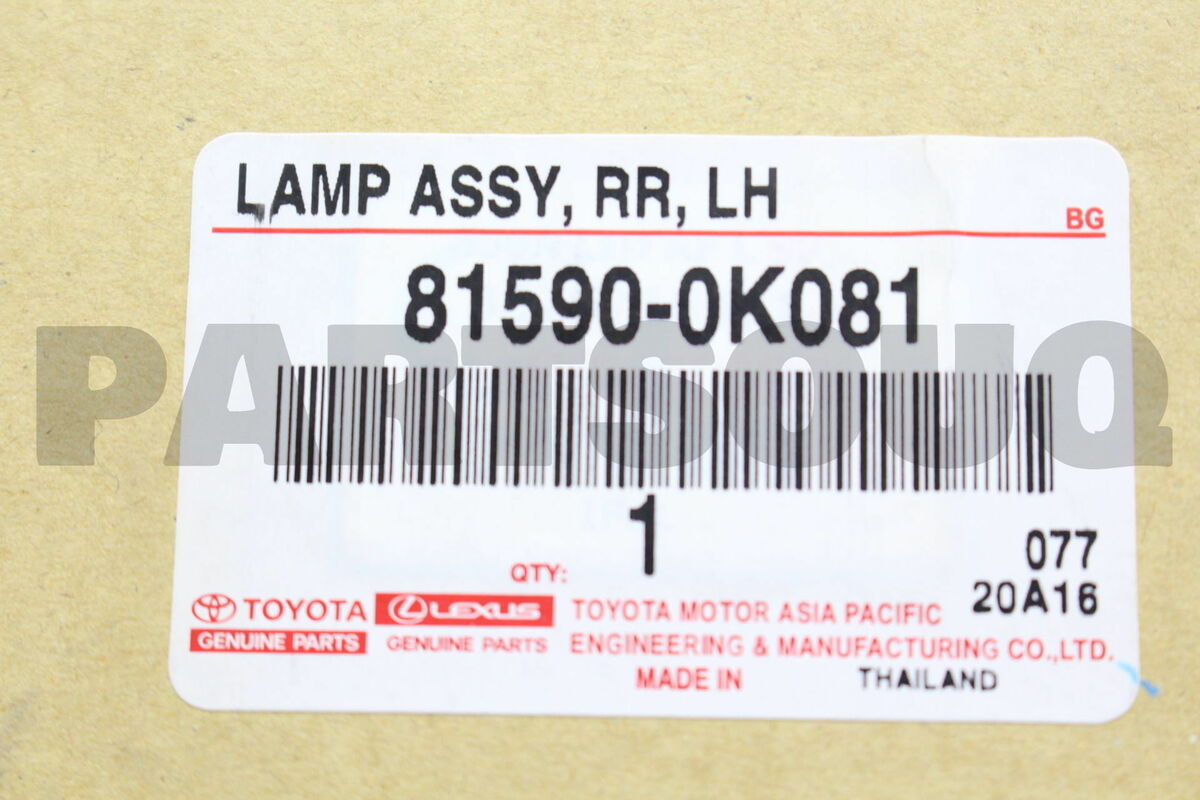 LAMP ASSY, RR, LH
BG
81590-0K081
PARTSOUQ
1
QTY:
077
20A16
TOYOTA
GENUINE PARTS
LEXUS
GENUINE PARTS
TOYOTA MOTOR ASIA PACIFIC
ENGINEERING & MANUFACTURING CO.,LTD.
MADE IN THAILAND